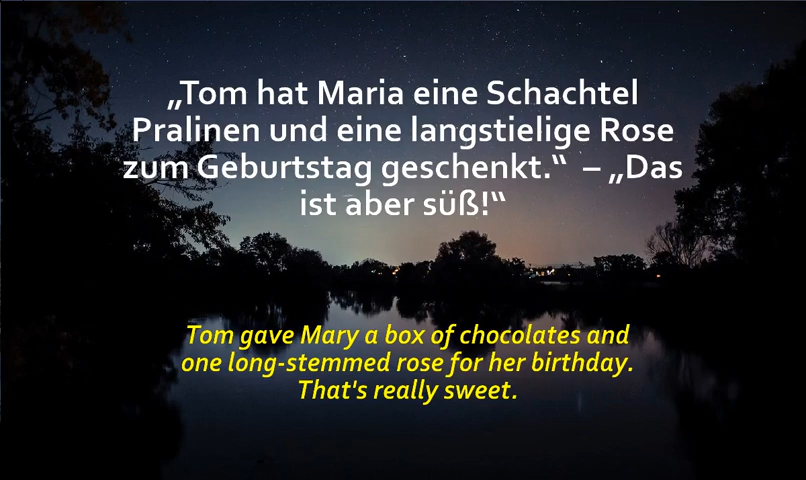 „Tom hat Maria eine Schachtel
Pralinen und eine langstielige Rose
zum Geburtstag geschenkt.“ – „Das
ist aber süß!“
Tom gave Mary a box of chocolates and
one long-stemmed rose for her birthday.
That's really sweet.